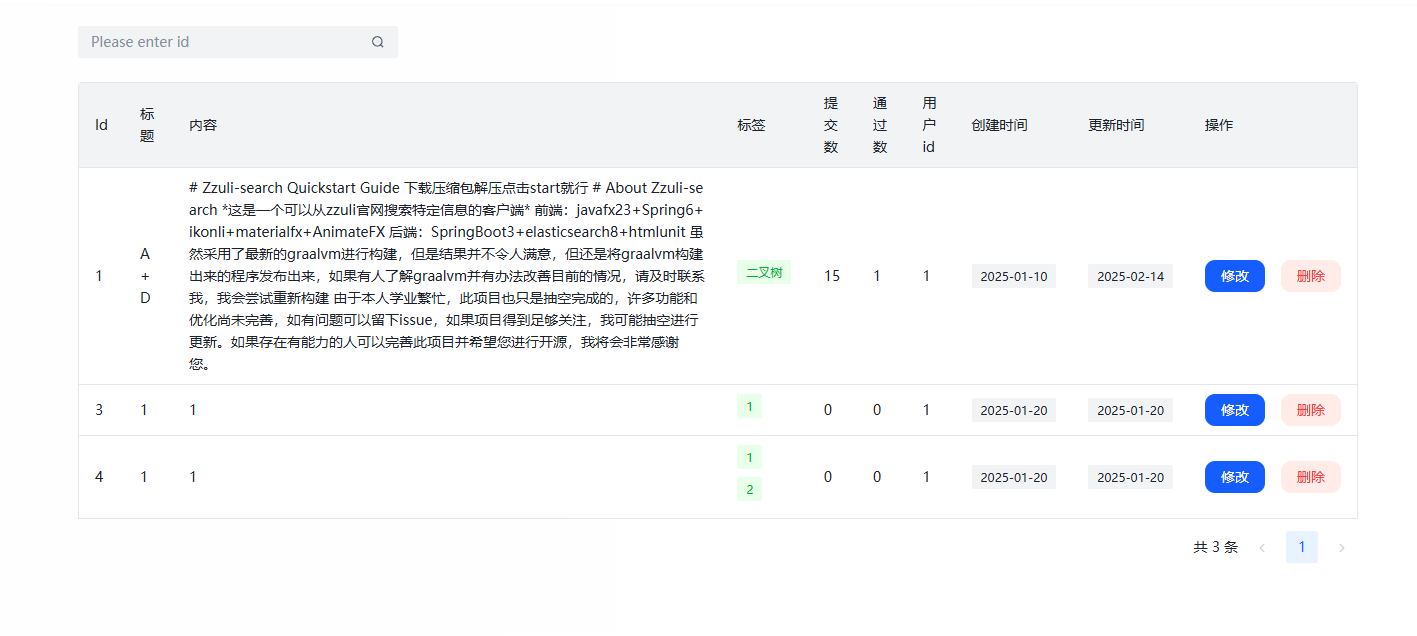 Please enter id
Id
标
题
内容
标签
提
交
数
通
过
数
用
户
id
创建时间
更新时间
操作
1
A
+
D
# Zzuli-search Quickstart Guide 下载压缩包解压点击start就行 # About Zzuli-se
arch *这是一个可以从zzuli官网搜索特定信息的客户端* 前端：javafx23+Spring6+
ikonli+materialfx+AnimateFX 后端：SpringBoot3+elasticsearch8+htmlunit 虽
然采用了最新的graalvm进行构建，但是结果并不令人满意，但还是将graalvm构建
出来的程序发布出来，如果有人了解graalvm并有办法改善目前的情况，请及时联系
我，我会尝试重新构建 由于本人学业繁忙，此项目也只是抽空完成的，许多功能和
优化尚未完善，如有问题可以留下issue，如果项目得到足够关注，我可能抽空进行
更新。如果存在有能力的人可以完善此项目并希望您进行开源，我将会非常感谢
您。
二叉树
15
1
1
2025-01-10
2025-02-14
修改
删除
3
1
1
1
0
0
1
2025-01-20
2025-01-20
修改
删除
4
1
1
1
2
0
0
1
2025-01-20
2025-01-20
修改
删除
共 3 条
1